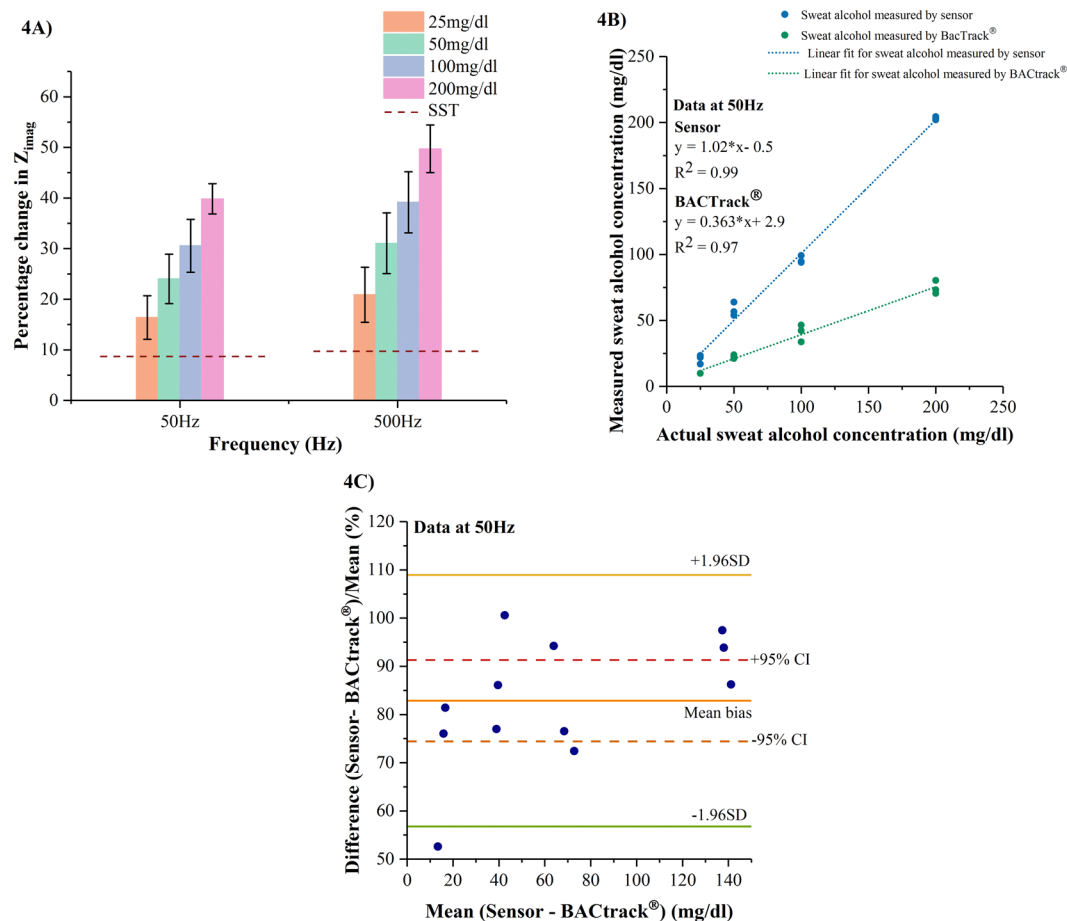 4A)
25mg/dl
50mg/dl
100mg/dl
200mg/dl
SST
Percentage change in Zimag
60
50
40
30
20
10
0
50Hz
500Hz
Frequency (Hz)
4B)
Sweat alcohol measured by sensor
Sweat alcohol measured by BacTrack®
Linear fit for sweat alcohol measured by sensor
Linear fit for sweat alcohol measured by BACtrack®
Measured sweat alcohol concentration (mg/dl)
250
200
150
100
50
0
Data at 50Hz
Sensor
y = 1.02*x- 0.5
R2 = 0.99
BACTrack®
y = 0.363*x+ 2.9
R2 = 0.97
0
50
100
150
200
250
Actual sweat alcohol concentration (mg/dl)
4C)
Difference (Sensor- BACtrack®)/Mean (%)
120
110
100
90
80
70
60
50
Data at 50Hz
+1.96SD
+95% CI
Mean bias
-95% CI
-1.96SD
0
20
40
60
80
100
120
140
Mean (Sensor - BACtrack®) (mg/dl)